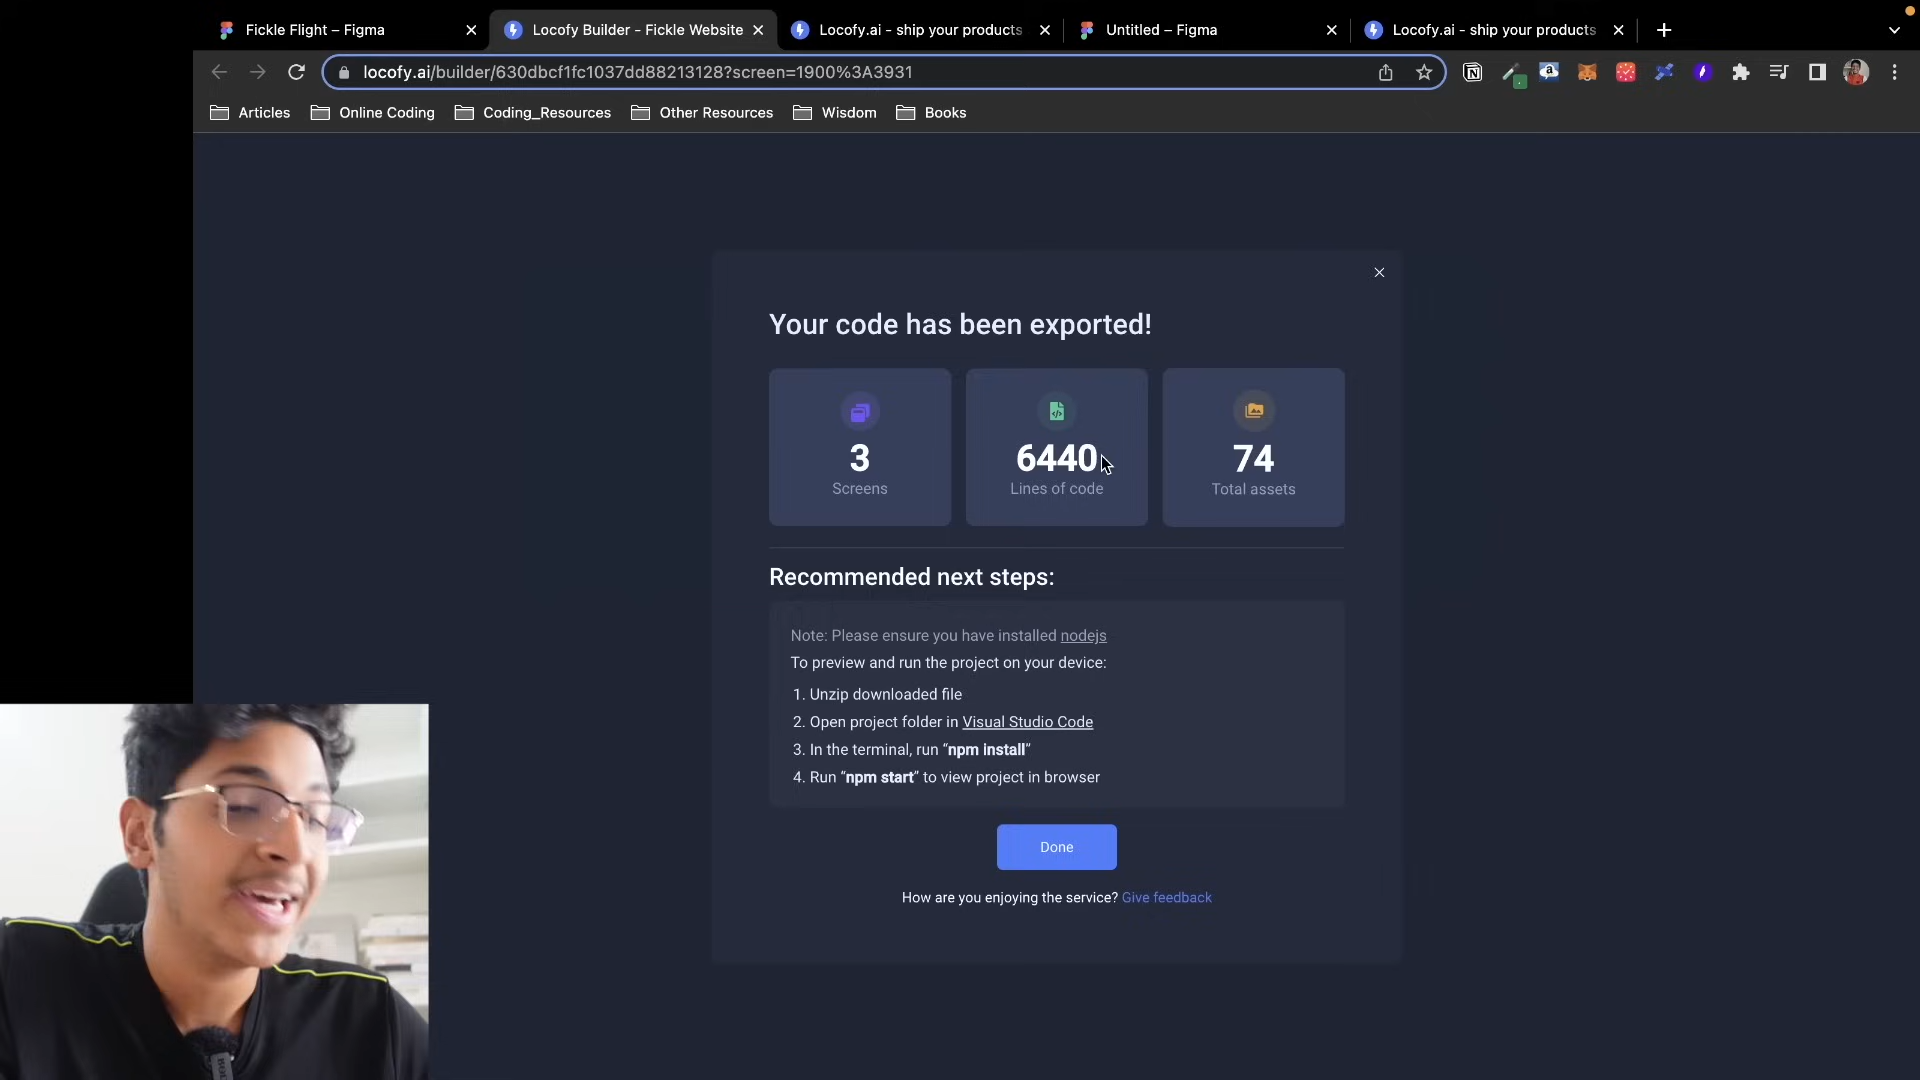 Fickle Flight – Figma
Locofy Builder - Fickle Website
Locofy.ai - ship your products
Untitled – Figma
Locofy.ai - ship your products
locofy.ai/builder/630dbcf1fc1037dd88213128?screen=1900%3A3931
Articles
Online Coding
Coding_Resources
Other Resources
Wisdom
Books
Your code has been exported!
3
Screens
6440
Lines of code
74
Total assets
Recommended next steps:
Note: Please ensure you have installed nodejs
To preview and run the project on your device:
1. Unzip downloaded file
2. Open project folder in Visual Studio Code
3. In the terminal, run “npm install”
4. Run “npm start” to view project in browser
Done
How are you enjoying the service? Give feedback